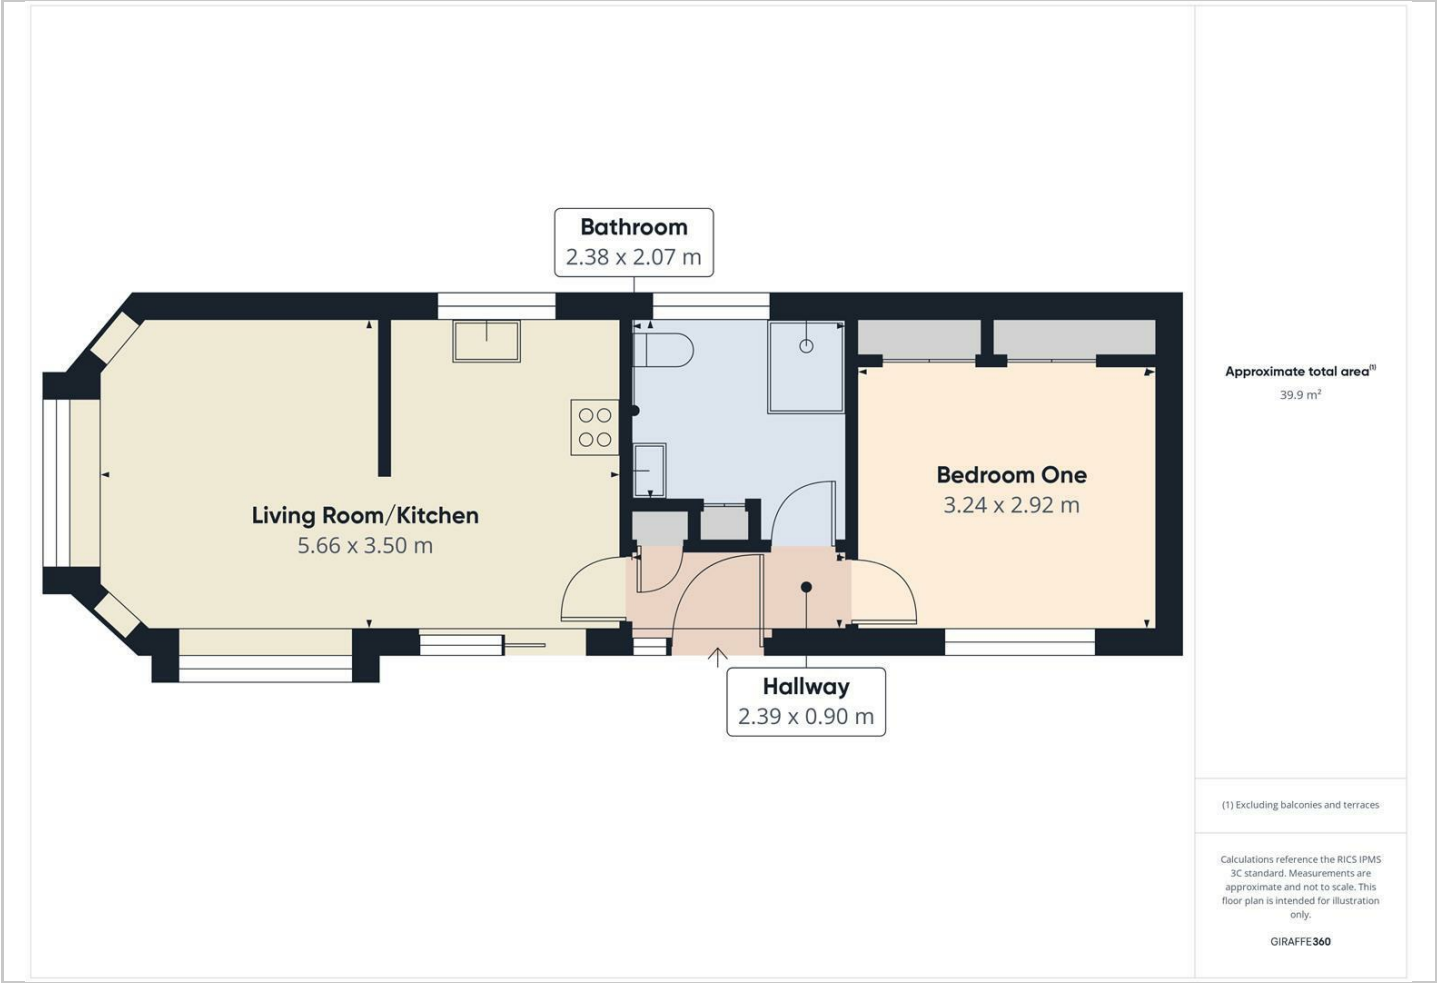 Bathroom
2.38 x 2.07 m
Living Room/Kitchen
5.66 x 3.50 m
Bedroom One
3.24 x 2.92 m
Hallway
2.39 x 0.90 m
Approximate total area(1)
39.9 m²
(1) Excluding balconies and terraces
Calculations reference the RICS IPMS
3C standard. Measurements are
approximate and not to scale. This
floor plan is intended for illustration
only.
GIRAFFE360